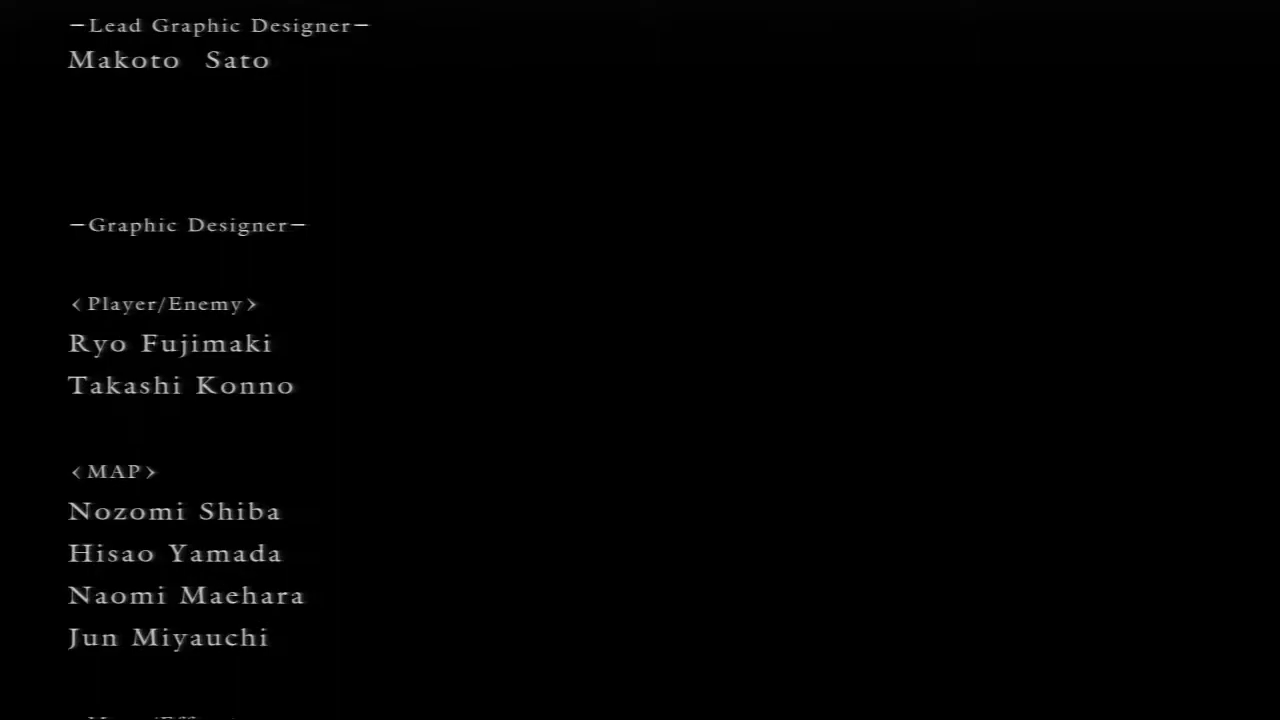 －Lead Graphic Designer－
Makoto Sato
－Graphic Designer－
＜Player/Enemy＞
Ryo Fujimaki
Takashi Konno
＜MAP＞
Nozomi Shiba
Hisao Yamada
Naomi Maehara
Jun Miyauchi